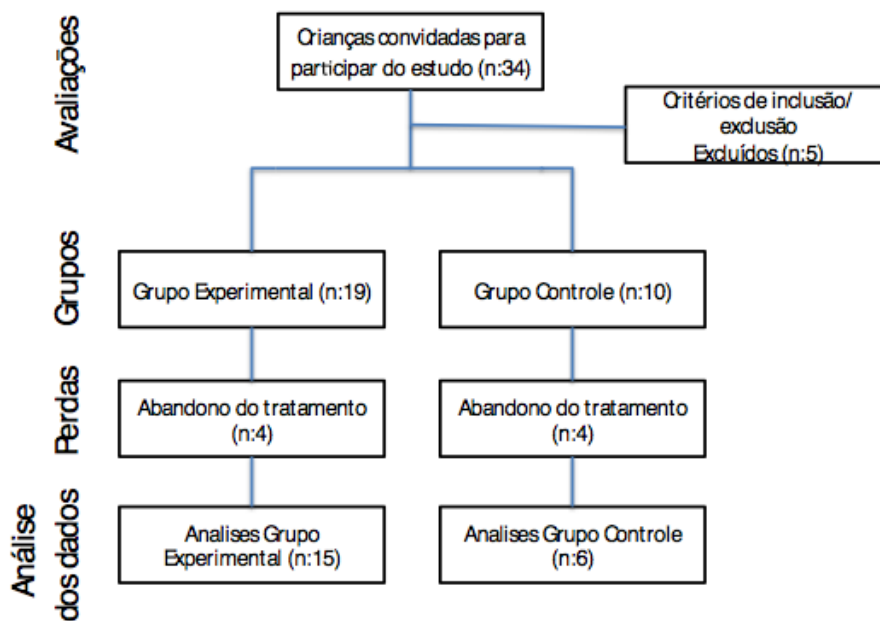 Avaliações
Crianças convidadas para
participar do estudo (n:34)
Critérios de inclusão/
exclusão
Excluídos (n:5)
Grupos
Grupo Experimental (n:19)
Grupo Controle (n:10)
Perdas
Abandono do tratamento
(n:4)
Abandono do tratamento
(n:4)
Análise
dos dados
Analises Grupo
Experimental (n:15)
Analises Grupo Controle
(n:6)